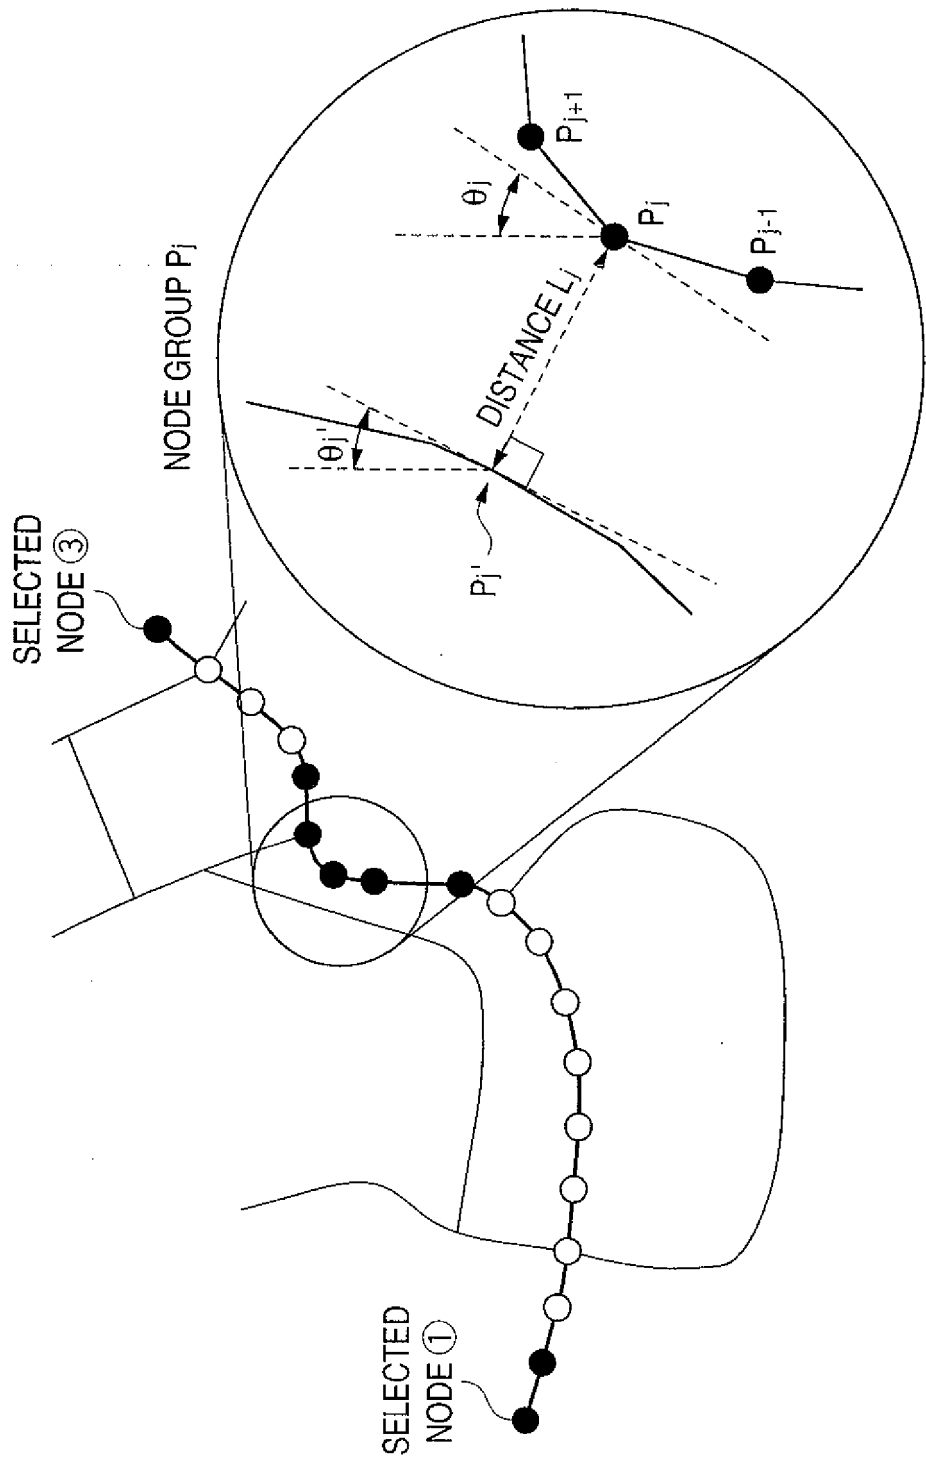 SELECTED
NODE ①
SELECTED
NODE ③
NODE GROUP Pj
θj'
Pj'
DISTANCE Lj
θj
Pj+1
Pj
Pj-1